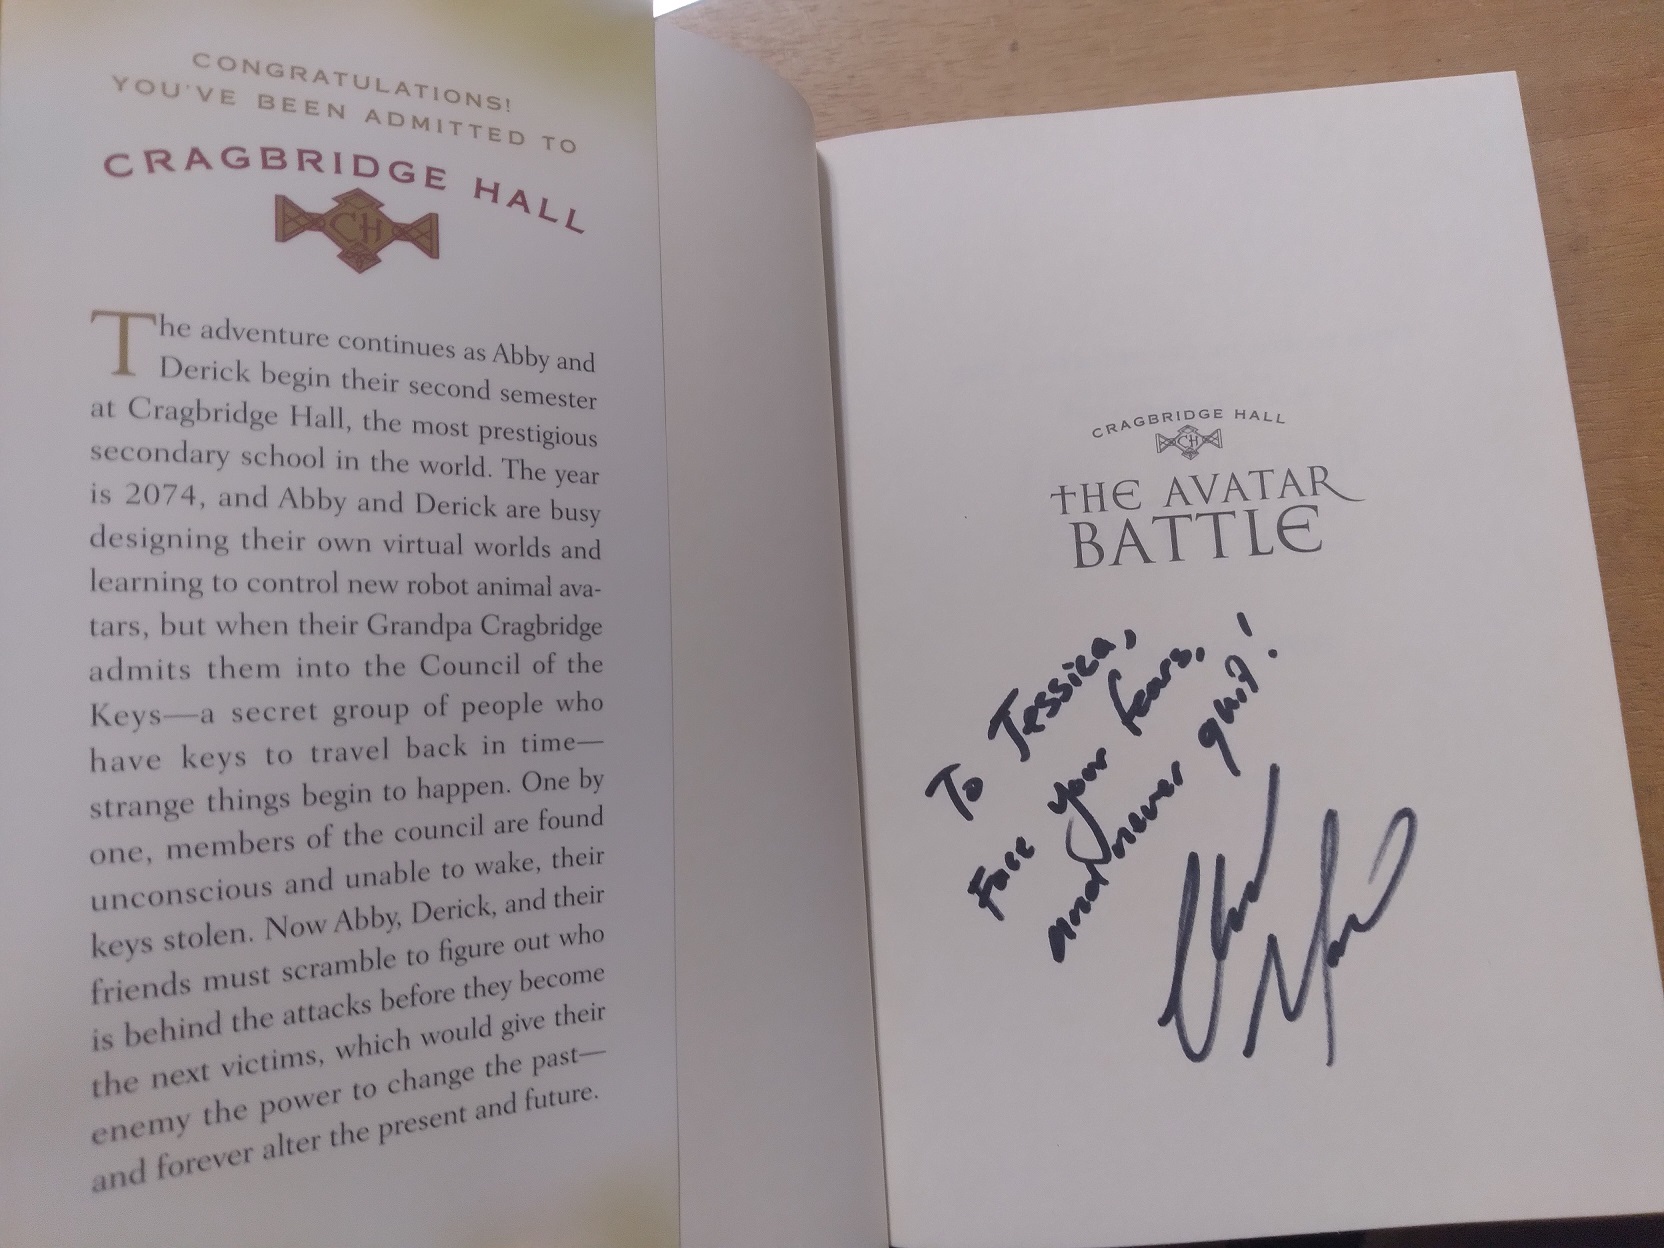 CONGRATULATIONS!
YOU'VE BEEN ADMITTED TO
CRAGBRIDGE HALL
CH
The adventure continues as Abby and
Derick begin their second semester
at Cragbridge Hall, the most prestigious
secondary school in the world. The year
is 2074, and Abby and Derick are busy
designing their own virtual worlds and
learning to control new robot animal ava-
tars, but when their Grandpa Cragbridge
admits them into the Council of the
Keys—a secret group of people who
have keys to travel back in time—
strange things begin to happen. One by
one, members of the council are found
unconscious and unable to wake, their
keys stolen. Now Abby, Derick, and their
friends must scramble to figure out who
is behind the attacks before they become
the next victims, which would give their
enemy the power to change the past—
and forever alter the present and future.
CRAGBRIDGE HALL
CH
THE AVATAR
BATTLE
To Jessica,
Face your fears,
and never quit!